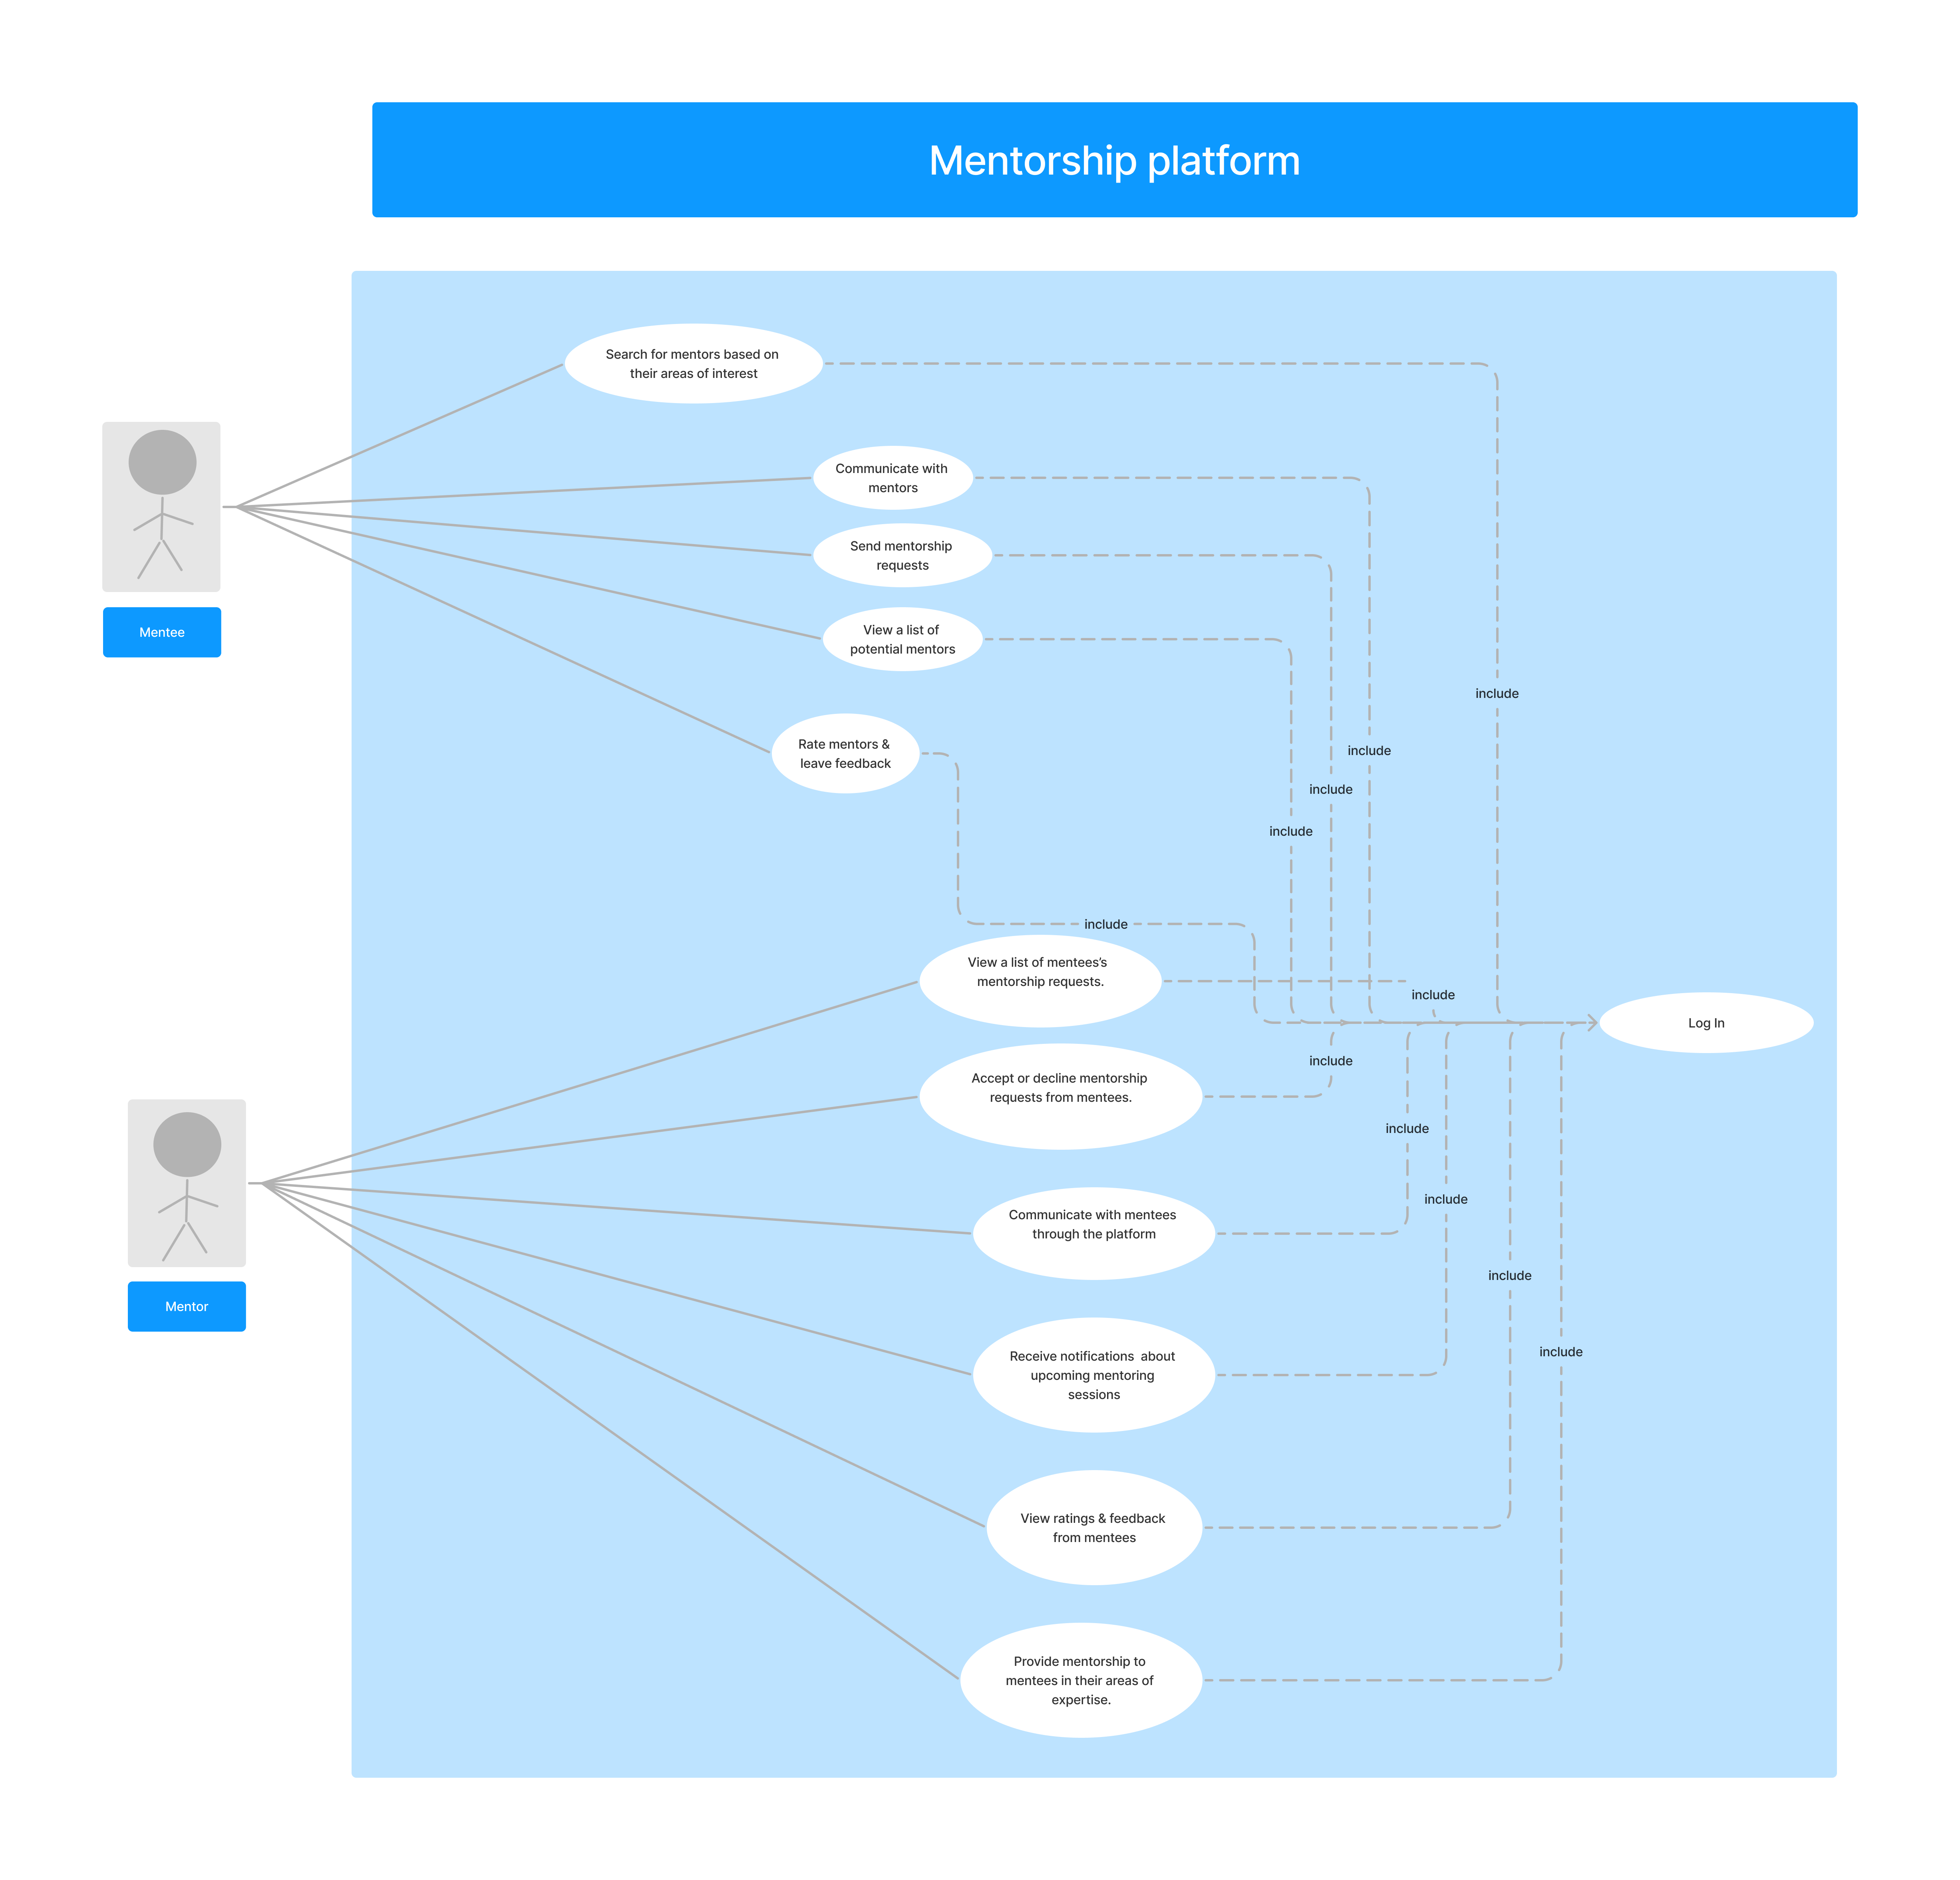 Mentorship platform
Search for mentors based on
their areas of interest
Communicate with
mentors
Send mentorship
requests
View a list of
potential mentors
Mentee
include
Rate mentors &
leave feedback
include
include
include
include
View a list of mentees's
mentorship requests.
include
Log In
Accept or decline mentorship
requests from mentees.
include
include
Communicate with mentees
through the platform
include
include
Mentor
Receive notifications  about
upcoming mentoring
sessions
include
View ratings & feedback
from mentees
Provide mentorship to
mentees in their areas of
expertise.